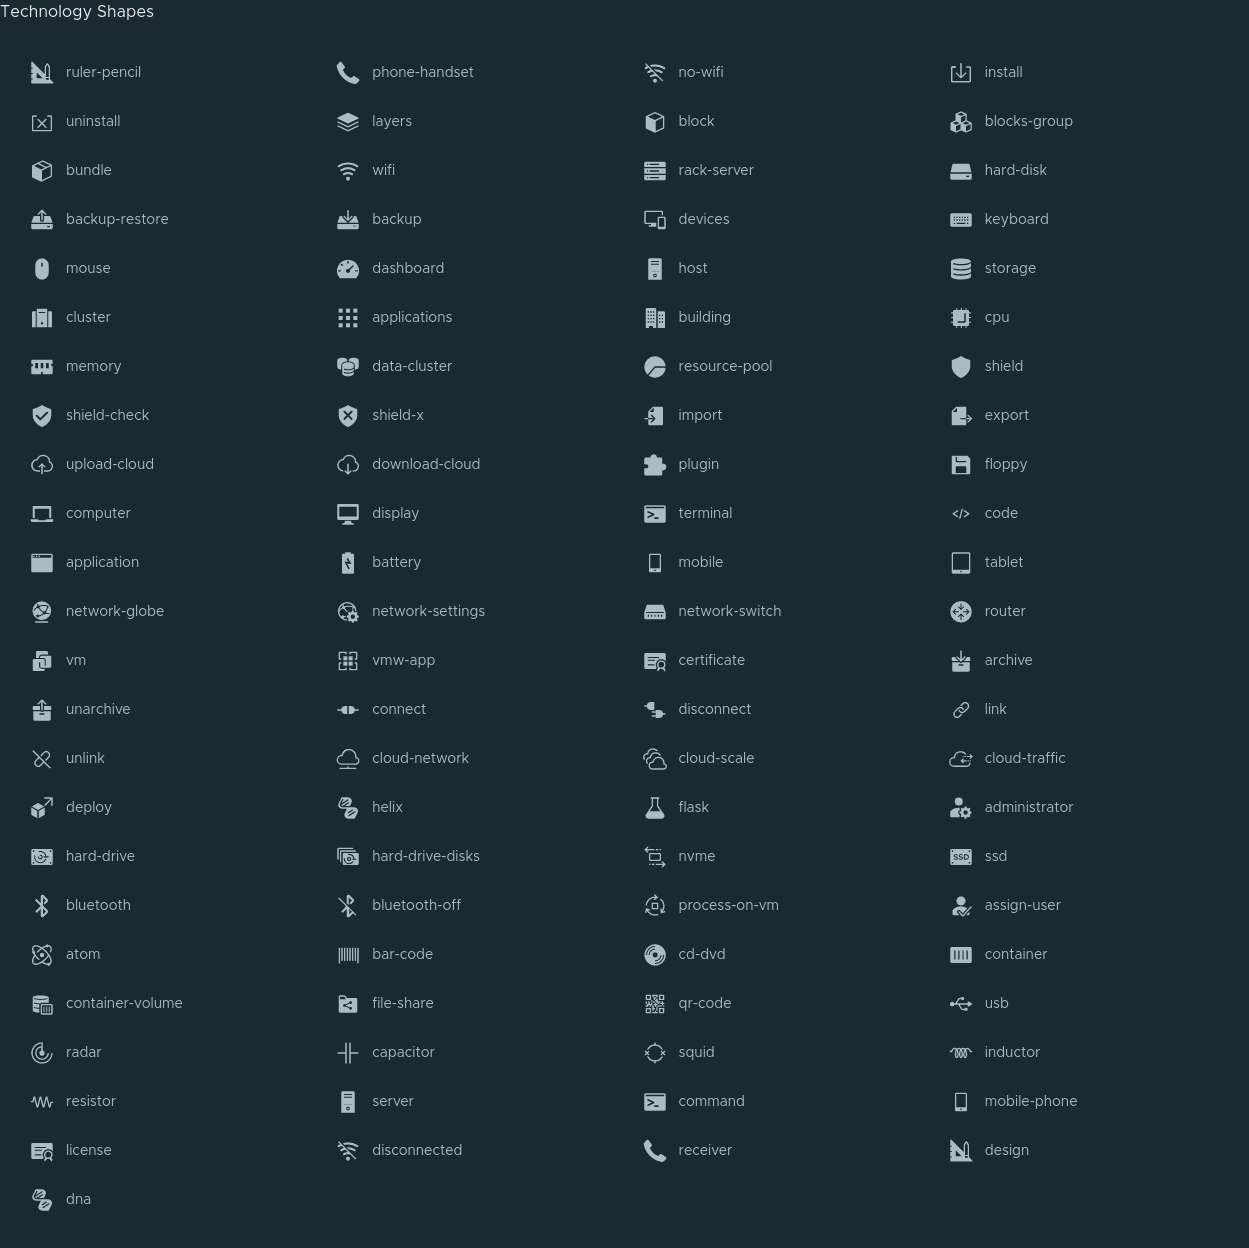 Technology Shapes
ruler-pencil phone-handset no-wifi install
uninstall layers block blocks-group
bundle wifi rack-server hard-disk
backup-restore backup devices keyboard
mouse dashboard host storage
cluster applications building cpu
memory data-cluster resource-pool shield
shield-check shield-x import export
upload-cloud download-cloud plugin floppy
computer display terminal code
application battery mobile tablet
network-globe network-settings network-switch router
vm vmw-app certificate archive
unarchive connect disconnect link
unlink cloud-network cloud-scale cloud-traffic
deploy helix flask administrator
hard-drive hard-drive-disks nvme SSD ssd
bluetooth bluetooth-off process-on-vm assign-user
atom bar-code cd-dvd container
container-volume file-share qr-code usb
radar capacitor squid inductor
resistor server command mobile-phone
license disconnected receiver design
dna